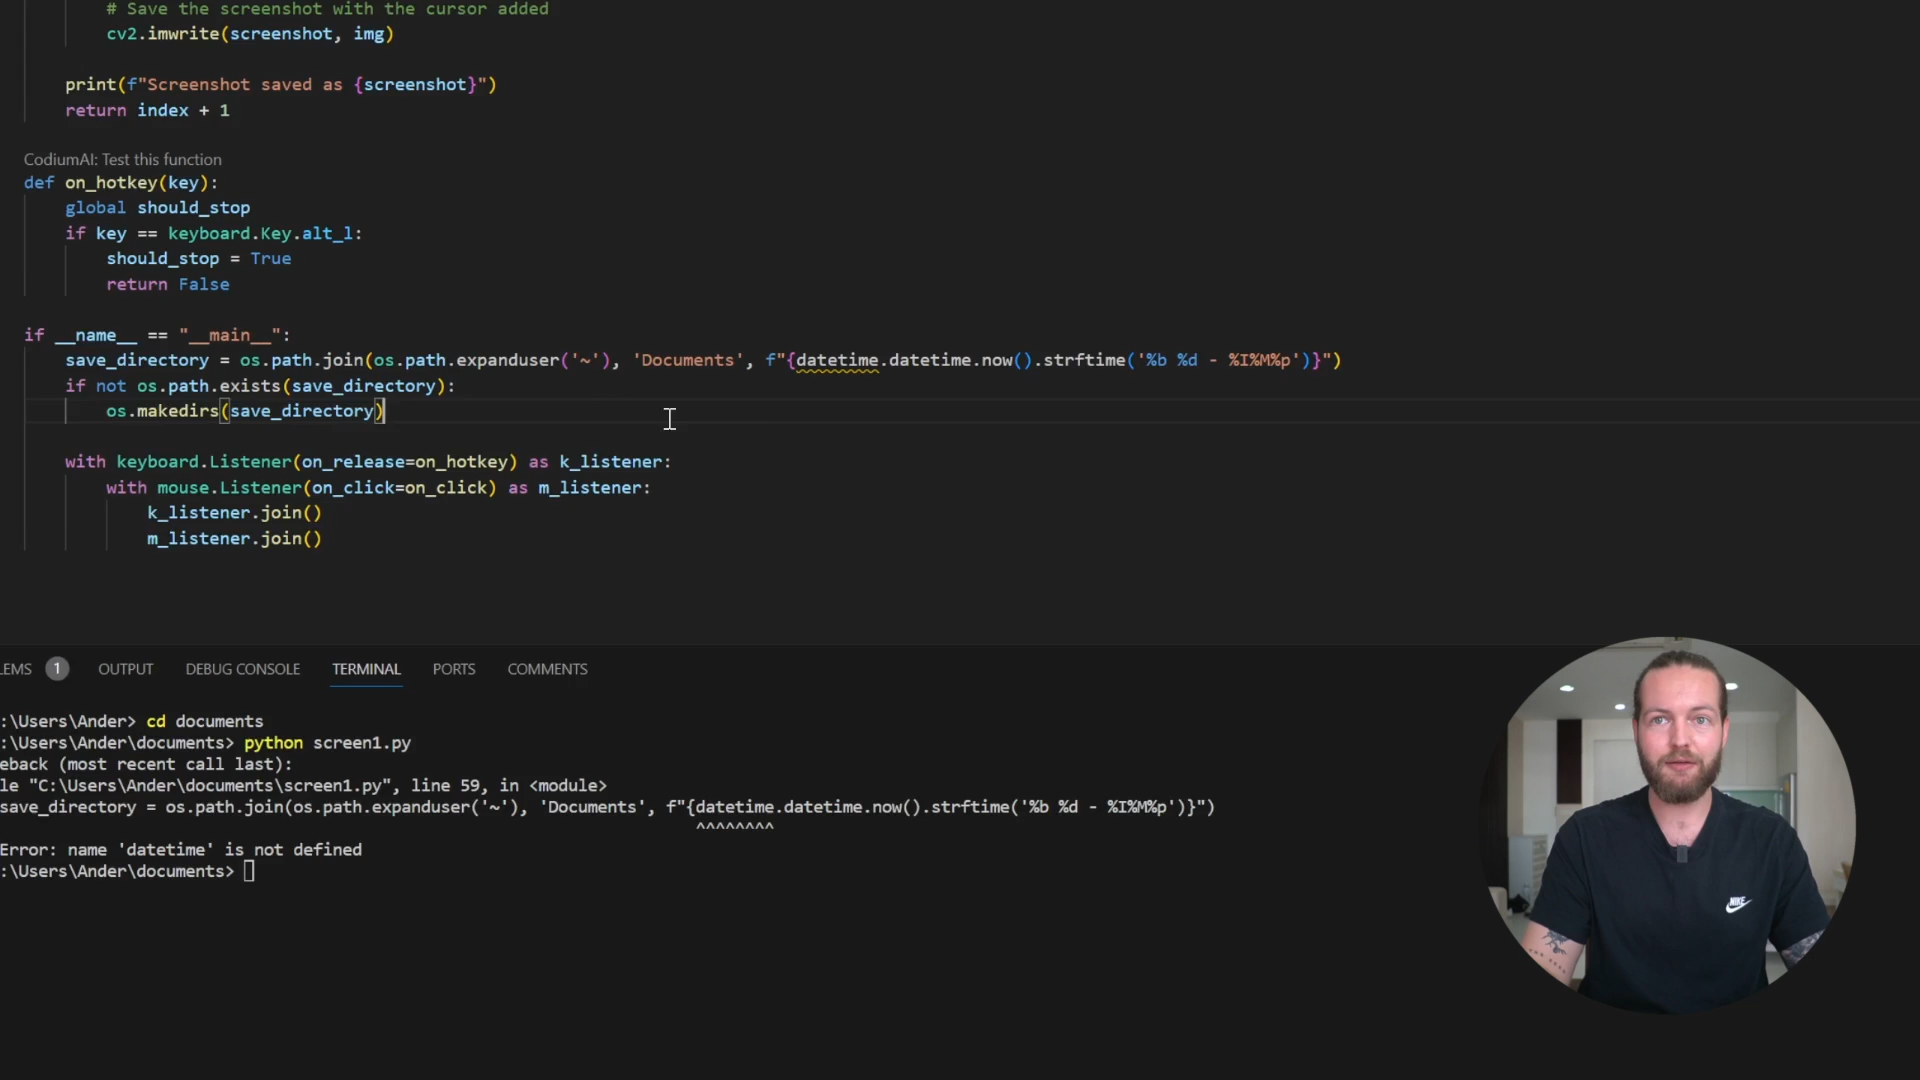 # Save the screenshot with the cursor added
cv2.imwrite(screenshot, img)
print(f"Screenshot saved as {screenshot}")
return index + 1
CodiumAI: Test this function
def on_hotkey(key):
global should_stop
if key == keyboard.Key.alt_l:
should_stop = True
return False
if __name__ == "__main__":
save_directory = os.path.join(os.path.expanduser('~'), 'Documents', f"{datetime.datetime.now().strftime('%b %d - %I%M%p')}")
if not os.path.exists(save_directory):
os.makedirs(save_directory)
with keyboard.Listener(on_release=on_hotkey) as k_listener:
with mouse.Listener(on_click=on_click) as m_listener:
k_listener.join()
m_listener.join()
LEMS 1 OUTPUT DEBUG CONSOLE TERMINAL PORTS COMMENTS
:\Users\Ander> cd documents
:\Users\Ander\documents> python screen1.py
eback (most recent call last):
le "C:\Users\Ander\documents\screen1.py", line 59, in <module>
save_directory = os.path.join(os.path.expanduser('~'), 'Documents', f"{datetime.datetime.now().strftime('%b %d - %I%M%p')}")
^^^^^^^^
Error: name 'datetime' is not defined
:\Users\Ander\documents>
NIKE